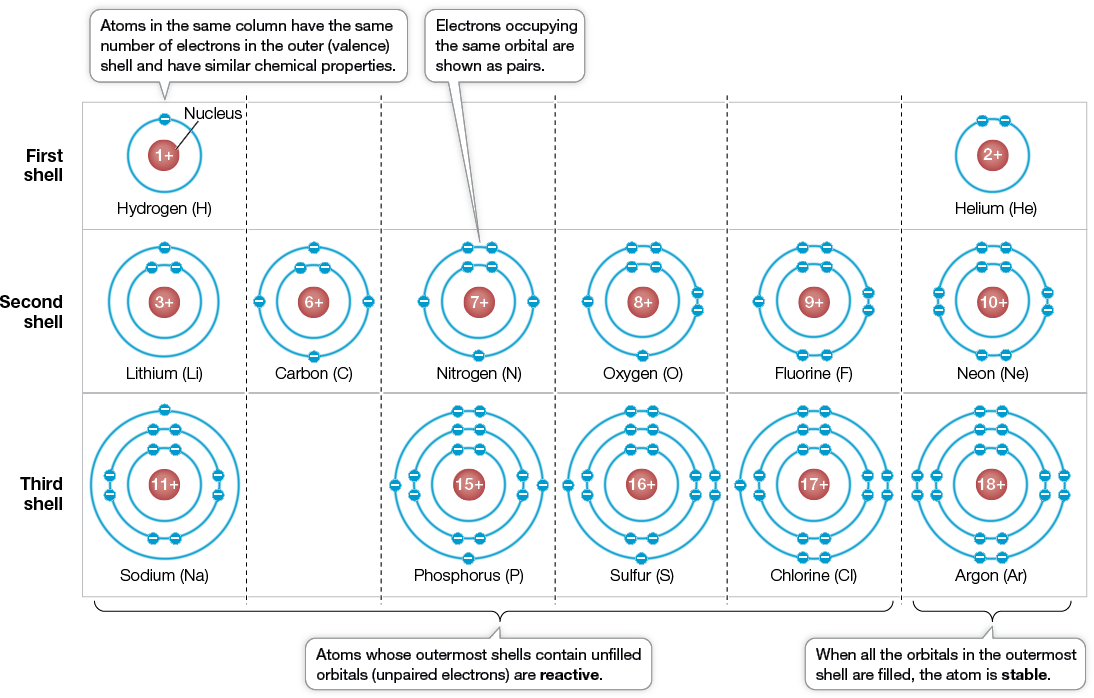 Atoms in the same column have the same
number of electrons in the outer (valence)
shell and have similar chemical properties.
Electrons occupying
the same orbital are
shown as pairs.
Nucleus
First
shell
1+
2+
Hydrogen (H)
Helium (He)
Second
shell
3+
6+
7+
8+
9+
10+
Lithium (Li)
Carbon (C)
Nitrogen (N)
Oxygen (O)
Fluorine (F)
Neon (Ne)
Third
shell
11+
15+
16+
17+
18+
Sodium (Na)
Phosphorus (P)
Sulfur (S)
Chlorine (Cl)
Argon (Ar)
Atoms whose outermost shells contain unfilled
orbitals (unpaired electrons) are reactive.
When all the orbitals in the outermost
shell are filled, the atom is stable.